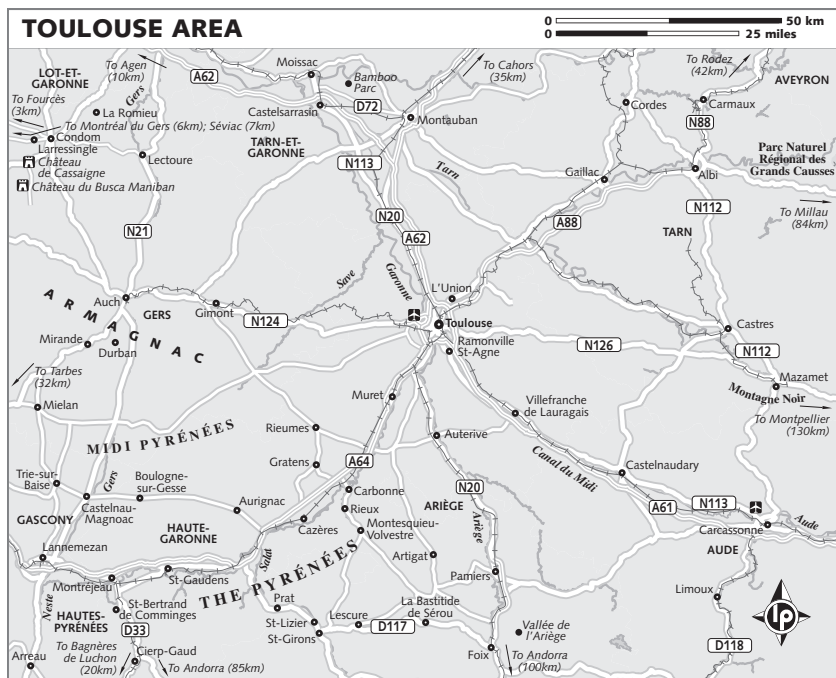 TOULOUSE AREA
0 50 km
0 25 miles
To Agen
(10km)
Moissac
To Cahors
(35km)
To Rodez
(42km)
LOT-ET-
GARONNE
A62
Bamboo
Parc
AVEYRON
To Fourcès
(3km)
Gers
La Romieu
Castelsarrasin
D72
Montauban
Cordes
Carmaux
N88
To Montréal du Gers (6km); Séviac (7km)
Condom
Larressingle
Château
de Cassaigne
Château du Busca Maniban
Lectoure
TARN-ET-
GARONNE
N113
Tarn
Gaillac
Albi
Parc Naturel
Régional des
Grands Causses
N112
To Millau
(84km)
N20
A88
N21
A62
TARN
Garonne
Save
L'Union
ARMAGNAC
Auch
GERS
Gimont
N124
Toulouse
Castres
Mirande
Durban
Ramonville
St-Agne
N126
N112
To Tarbes
(32km)
Mazamet
Montagne Noir
Mielan
Muret
Villefranche
de Lauragais
To Montpellier
(130km)
MIDI PYRÉNÉES
Rieumes
Auterive
Gratens
A64
Canal du Midi
Castelnaudary
Trie-sur-
Baïse
Gers
Boulogne-
sur-Gesse
Carbonne
N20
Castelnau-
Magnoac
Aurignac
Rieux
ARIÈGE
A61
N113
GASCONY
HAUTE-
GARONNE
Cazères
Montesquieu-
Volvestre
Ariège
Carcassonne
Aude
AUDE
Lannemezan
Salat
Artigat
Montréjeau
St-Gaudens
THE PYRÉNÉES
Pamiers
Neste
St-Bertrand
de Comminges
Prat
La Bastitide
de Sérou
Limoux
HAUTES-
PYRÉNÉES
D33
St-Lizier
Lescure
D117
St-Girons
Vallée de
l'Ariège
lp
To Bagnères
de Luchon
(20km)
Cierp-Gaud
D118
Arreau
To Andorra (85km)
Foix
To Andorra
(100km)